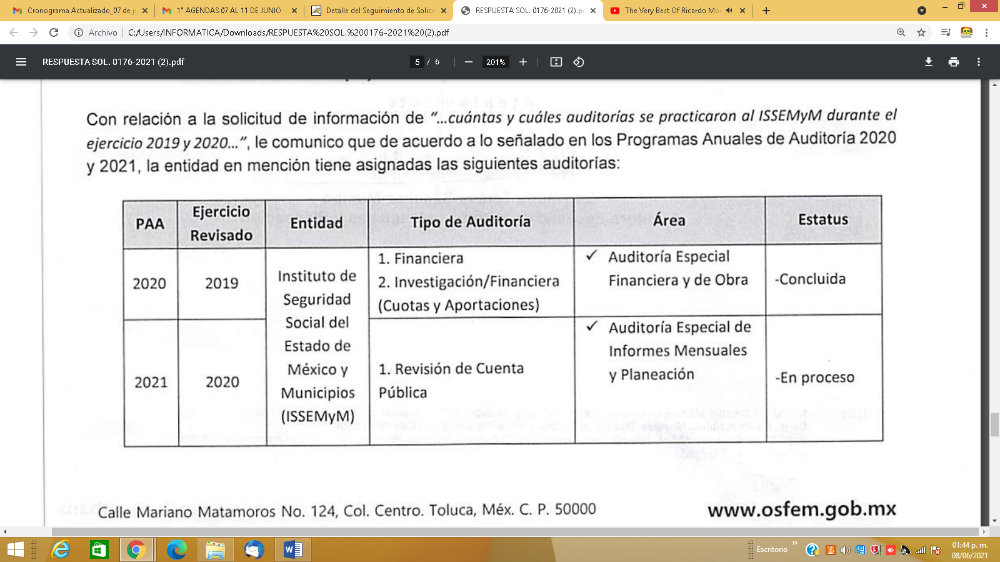 Cronograma Actualizado_07 de ju
1° AGENDAS 07 AL 11 DE JUNIO -
Detalle del Seguimiento de Solicit
RESPUESTA SOL. 0176-2021 (2).pd
The Very Best Of Ricardo Mo
Archivo | C:/Users/INFORMATICA/Downloads/RESPUESTA%20SOL.%200176-2021%20(2).pdf
RESPUESTA SOL. 0176-2021 (2).pdf
5 / 6
201%
Con relación a la solicitud de información de “...cuántas y cuáles auditorías se practicaron al ISSEMyM durante el
ejercicio 2019 y 2020...”, le comunico que de acuerdo a lo señalado en los Programas Anuales de Auditoría 2020
y 2021, la entidad en mención tiene asignadas las siguientes auditorías:
PAA
Ejercicio
Revisado
Entidad
Tipo de Auditoría
Área
Estatus
2020
2019
Instituto de
Seguridad
Social del
Estado de
México y
Municipios
(ISSEMyM)
1. Financiera
2. Investigación/Financiera
(Cuotas y Aportaciones)
✓ Auditoría Especial
Financiera y de Obra
-Concluida
2021
2020
1. Revisión de Cuenta
Pública
✓ Auditoría Especial de
Informes Mensuales
y Planeación
-En proceso
Calle Mariano Matamoros No. 124, Col. Centro. Toluca, Méx. C. P. 50000
www.osfem.gob.mx
Escritorio
01:44 p. m.
08/06/2021